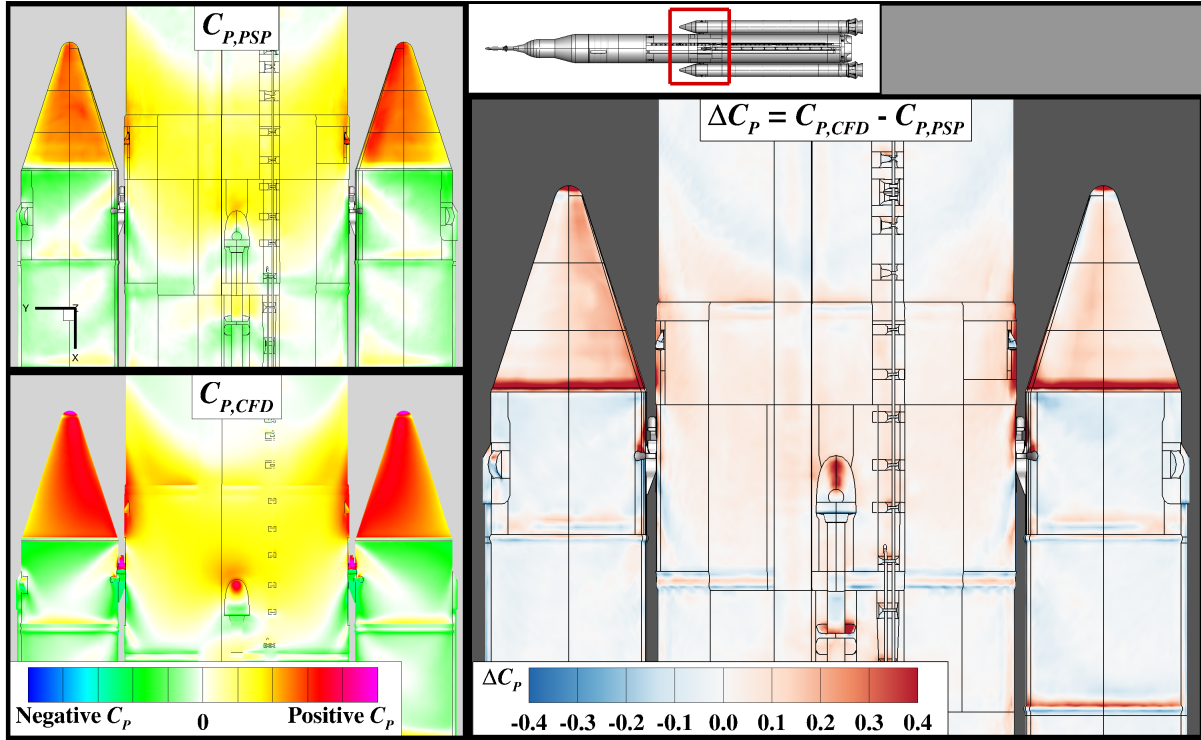 C_P,PSP
Y
Z
X
C_P,CFD
Negative C_P 0 Positive C_P
ΔC_P = C_P,CFD - C_P,PSP
ΔC_P
-0.4 -0.3 -0.2 -0.1 0.0 0.1 0.2 0.3 0.4